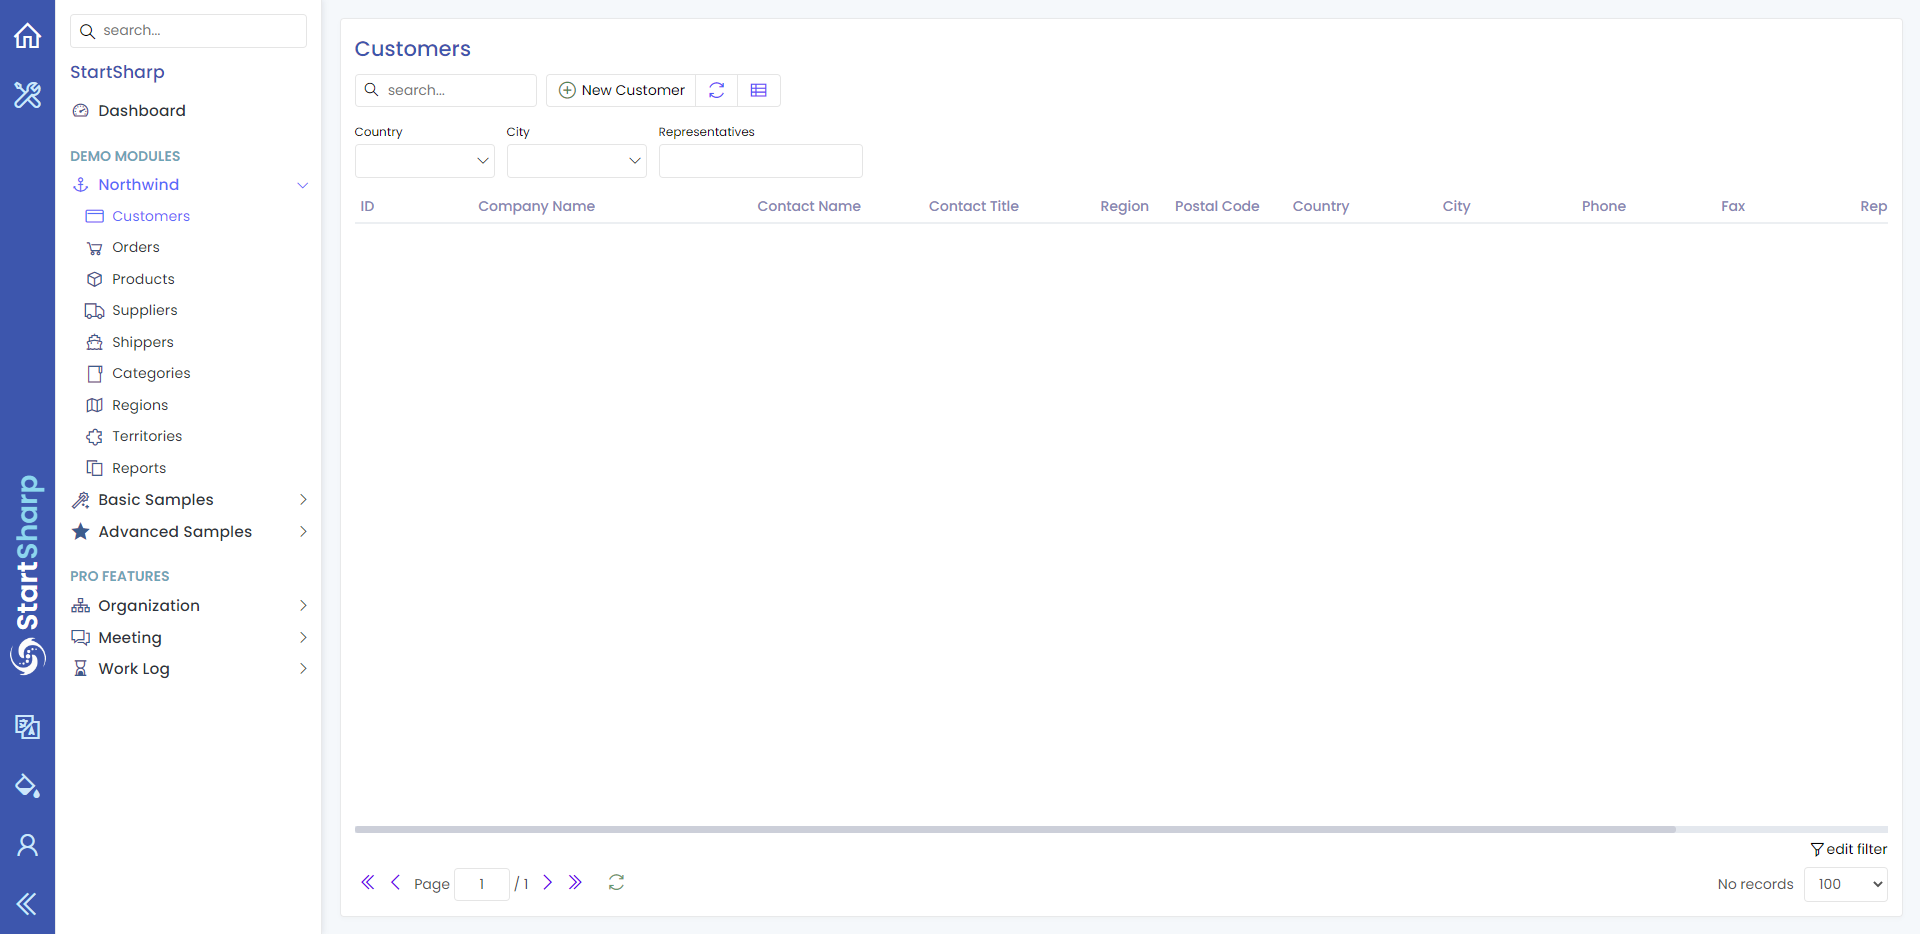 search...
StartSharp
Dashboard
DEMO MODULES
Northwind
Customers
Orders
Products
Suppliers
Shippers
Categories
Regions
Territories
Reports
Basic Samples
Advanced Samples
PRO FEATURES
Organization
Meeting
Work Log
StartSharp
Customers
search...
New Customer
Country City Representatives
ID Company Name Contact Name Contact Title Region Postal Code Country City Phone Fax Rep
edit filter
Page 1 / 1
No records 100